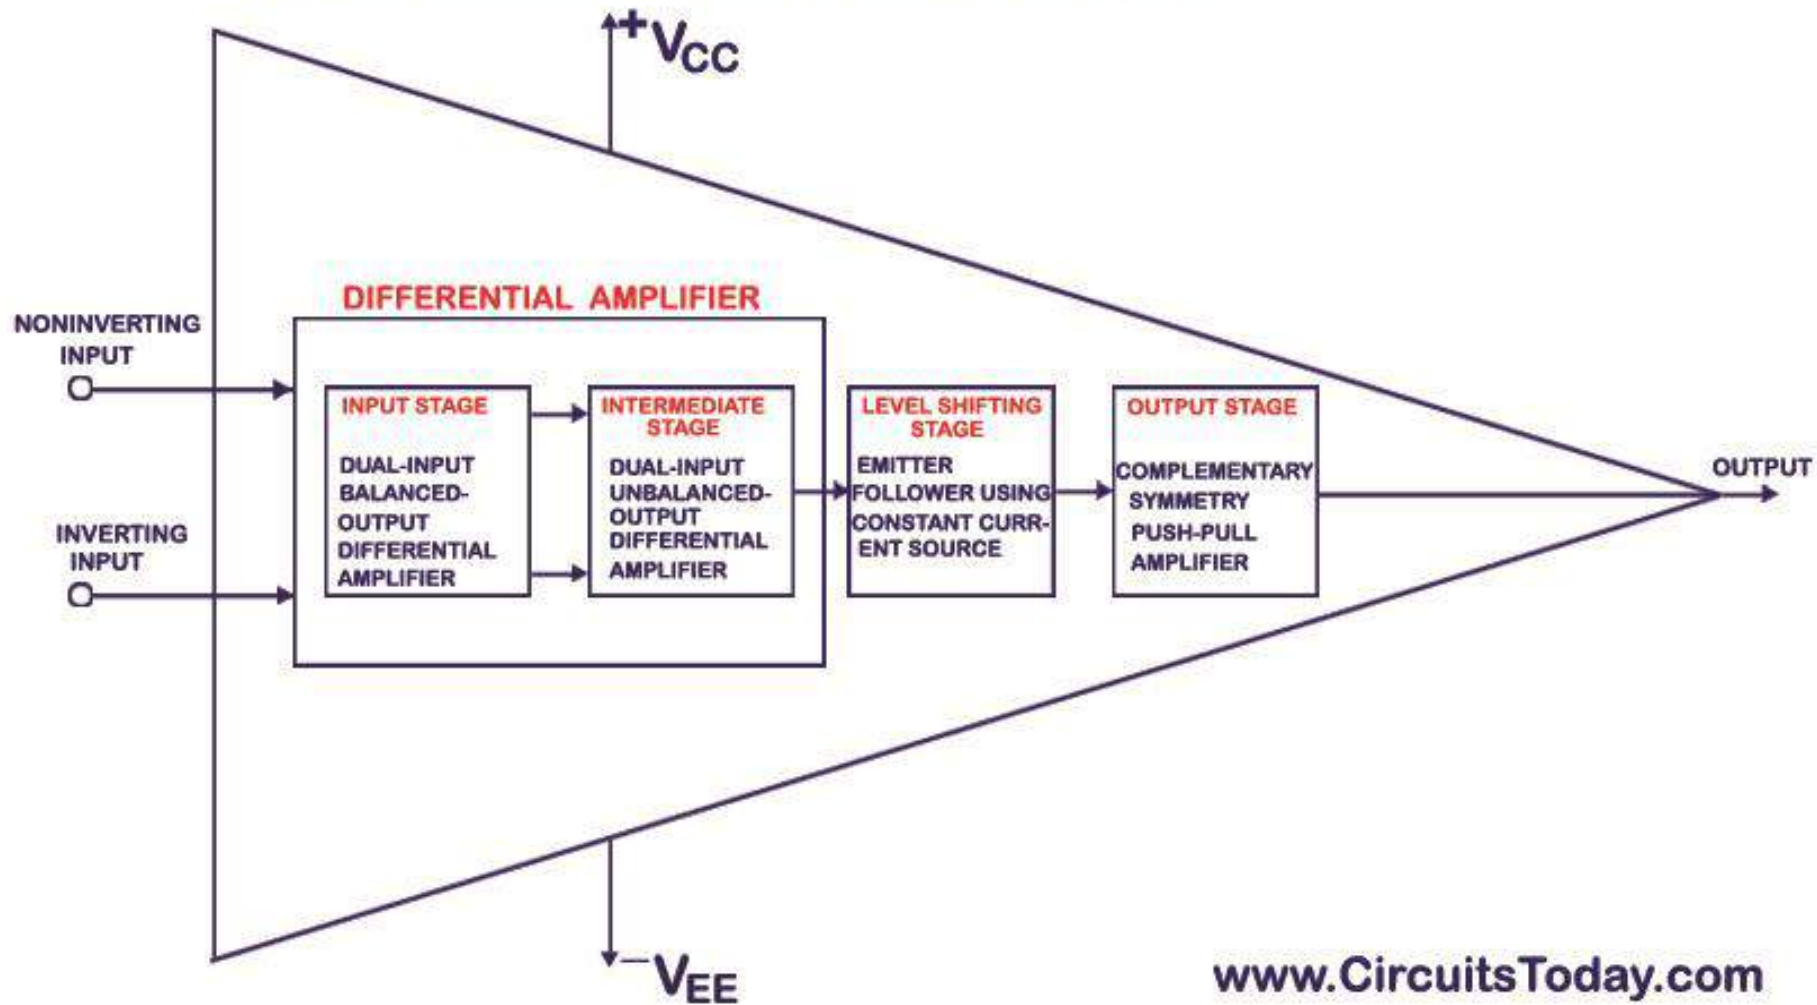 +VCC
DIFFERENTIAL AMPLIFIER
NONINVERTING
INPUT
INPUT STAGE
DUAL-INPUT
BALANCED-
OUTPUT
DIFFERENTIAL
AMPLIFIER
INTERMEDIATE
STAGE
DUAL-INPUT
UNBALANCED-
OUTPUT
DIFFERENTIAL
AMPLIFIER
LEVEL SHIFTING
STAGE
EMITTER
FOLLOWER USING
CONSTANT CURR-
ENT SOURCE
OUTPUT STAGE
COMPLEMENTARY
SYMMETRY
PUSH-PULL
AMPLIFIER
OUTPUT
INVERTING
INPUT
−VEE
www.CircuitsToday.com